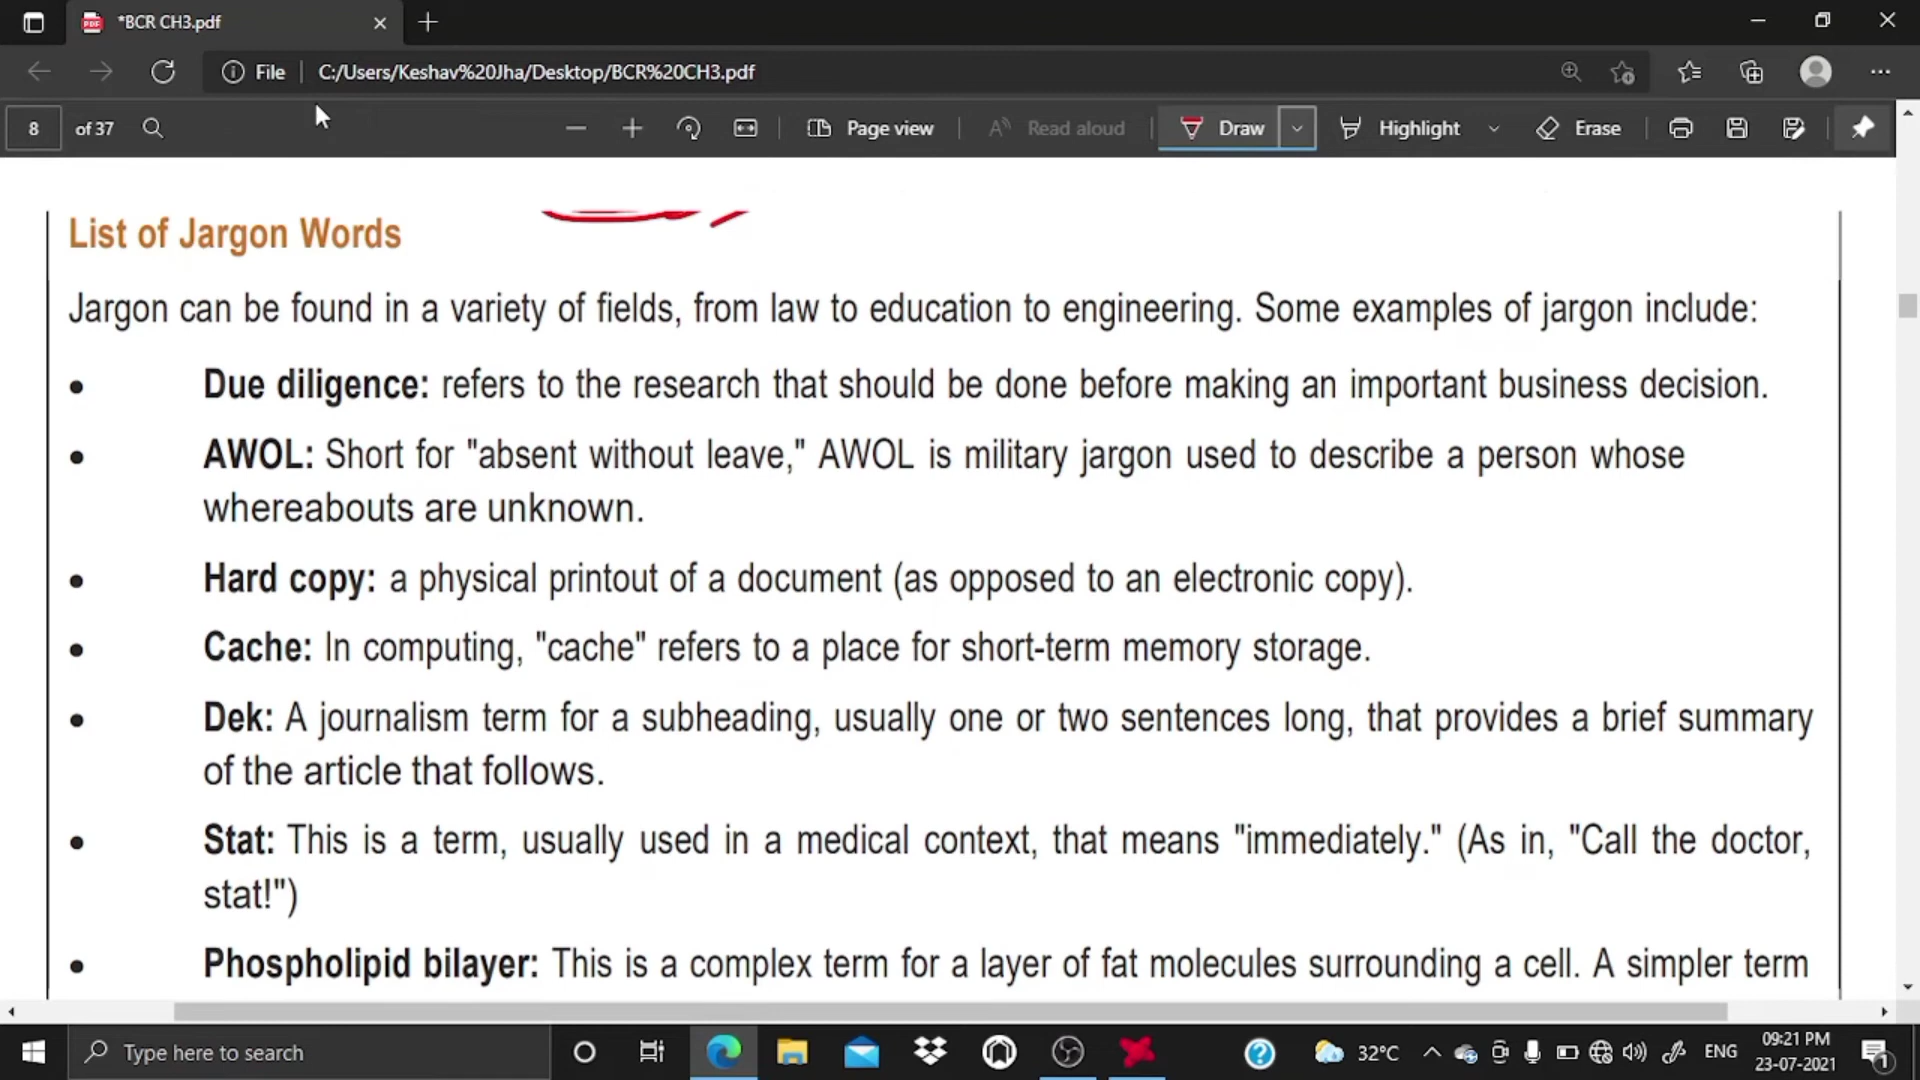 *BCR CH3.pdf
File
C:/Users/Keshav%20Jha/Desktop/BCR%20CH3.pdf
8 of 37
Page view
Read aloud
Draw
Highlight
Erase
List of Jargon Words
Jargon can be found in a variety of fields, from law to education to engineering. Some examples of jargon include:
• Due diligence: refers to the research that should be done before making an important business decision.
• AWOL: Short for "absent without leave," AWOL is military jargon used to describe a person whose
whereabouts are unknown.
• Hard copy: a physical printout of a document (as opposed to an electronic copy).
• Cache: In computing, "cache" refers to a place for short-term memory storage.
• Dek: A journalism term for a subheading, usually one or two sentences long, that provides a brief summary
of the article that follows.
• Stat: This is a term, usually used in a medical context, that means "immediately." (As in, "Call the doctor,
stat!")
• Phospholipid bilayer: This is a complex term for a layer of fat molecules surrounding a cell. A simpler term
Type here to search
32°C
ENG
09:21 PM
23-07-2021
1